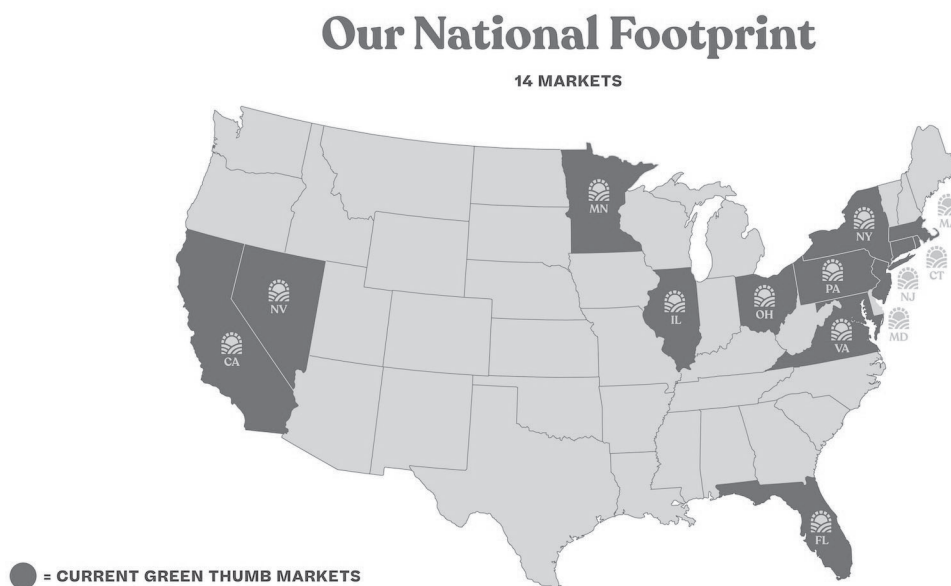 Our National Footprint
14 MARKETS
MN
NY
CT
NV
PA
NJ
IL
OH
MD
CA
VA
FL
= CURRENT GREEN THUMB MARKETS